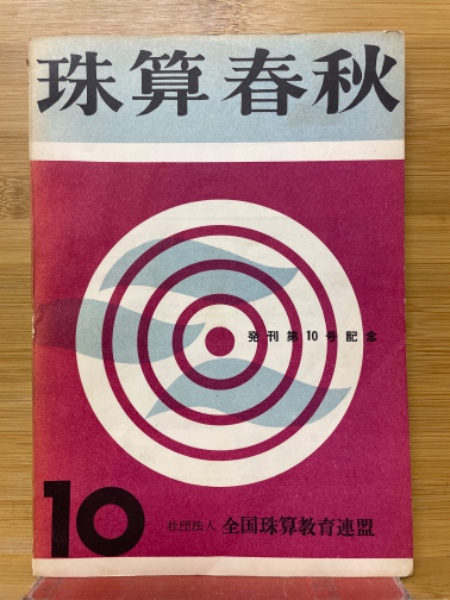 珠算春秋
発刊第10号記念
10
社団法人 全国珠算教育連盟